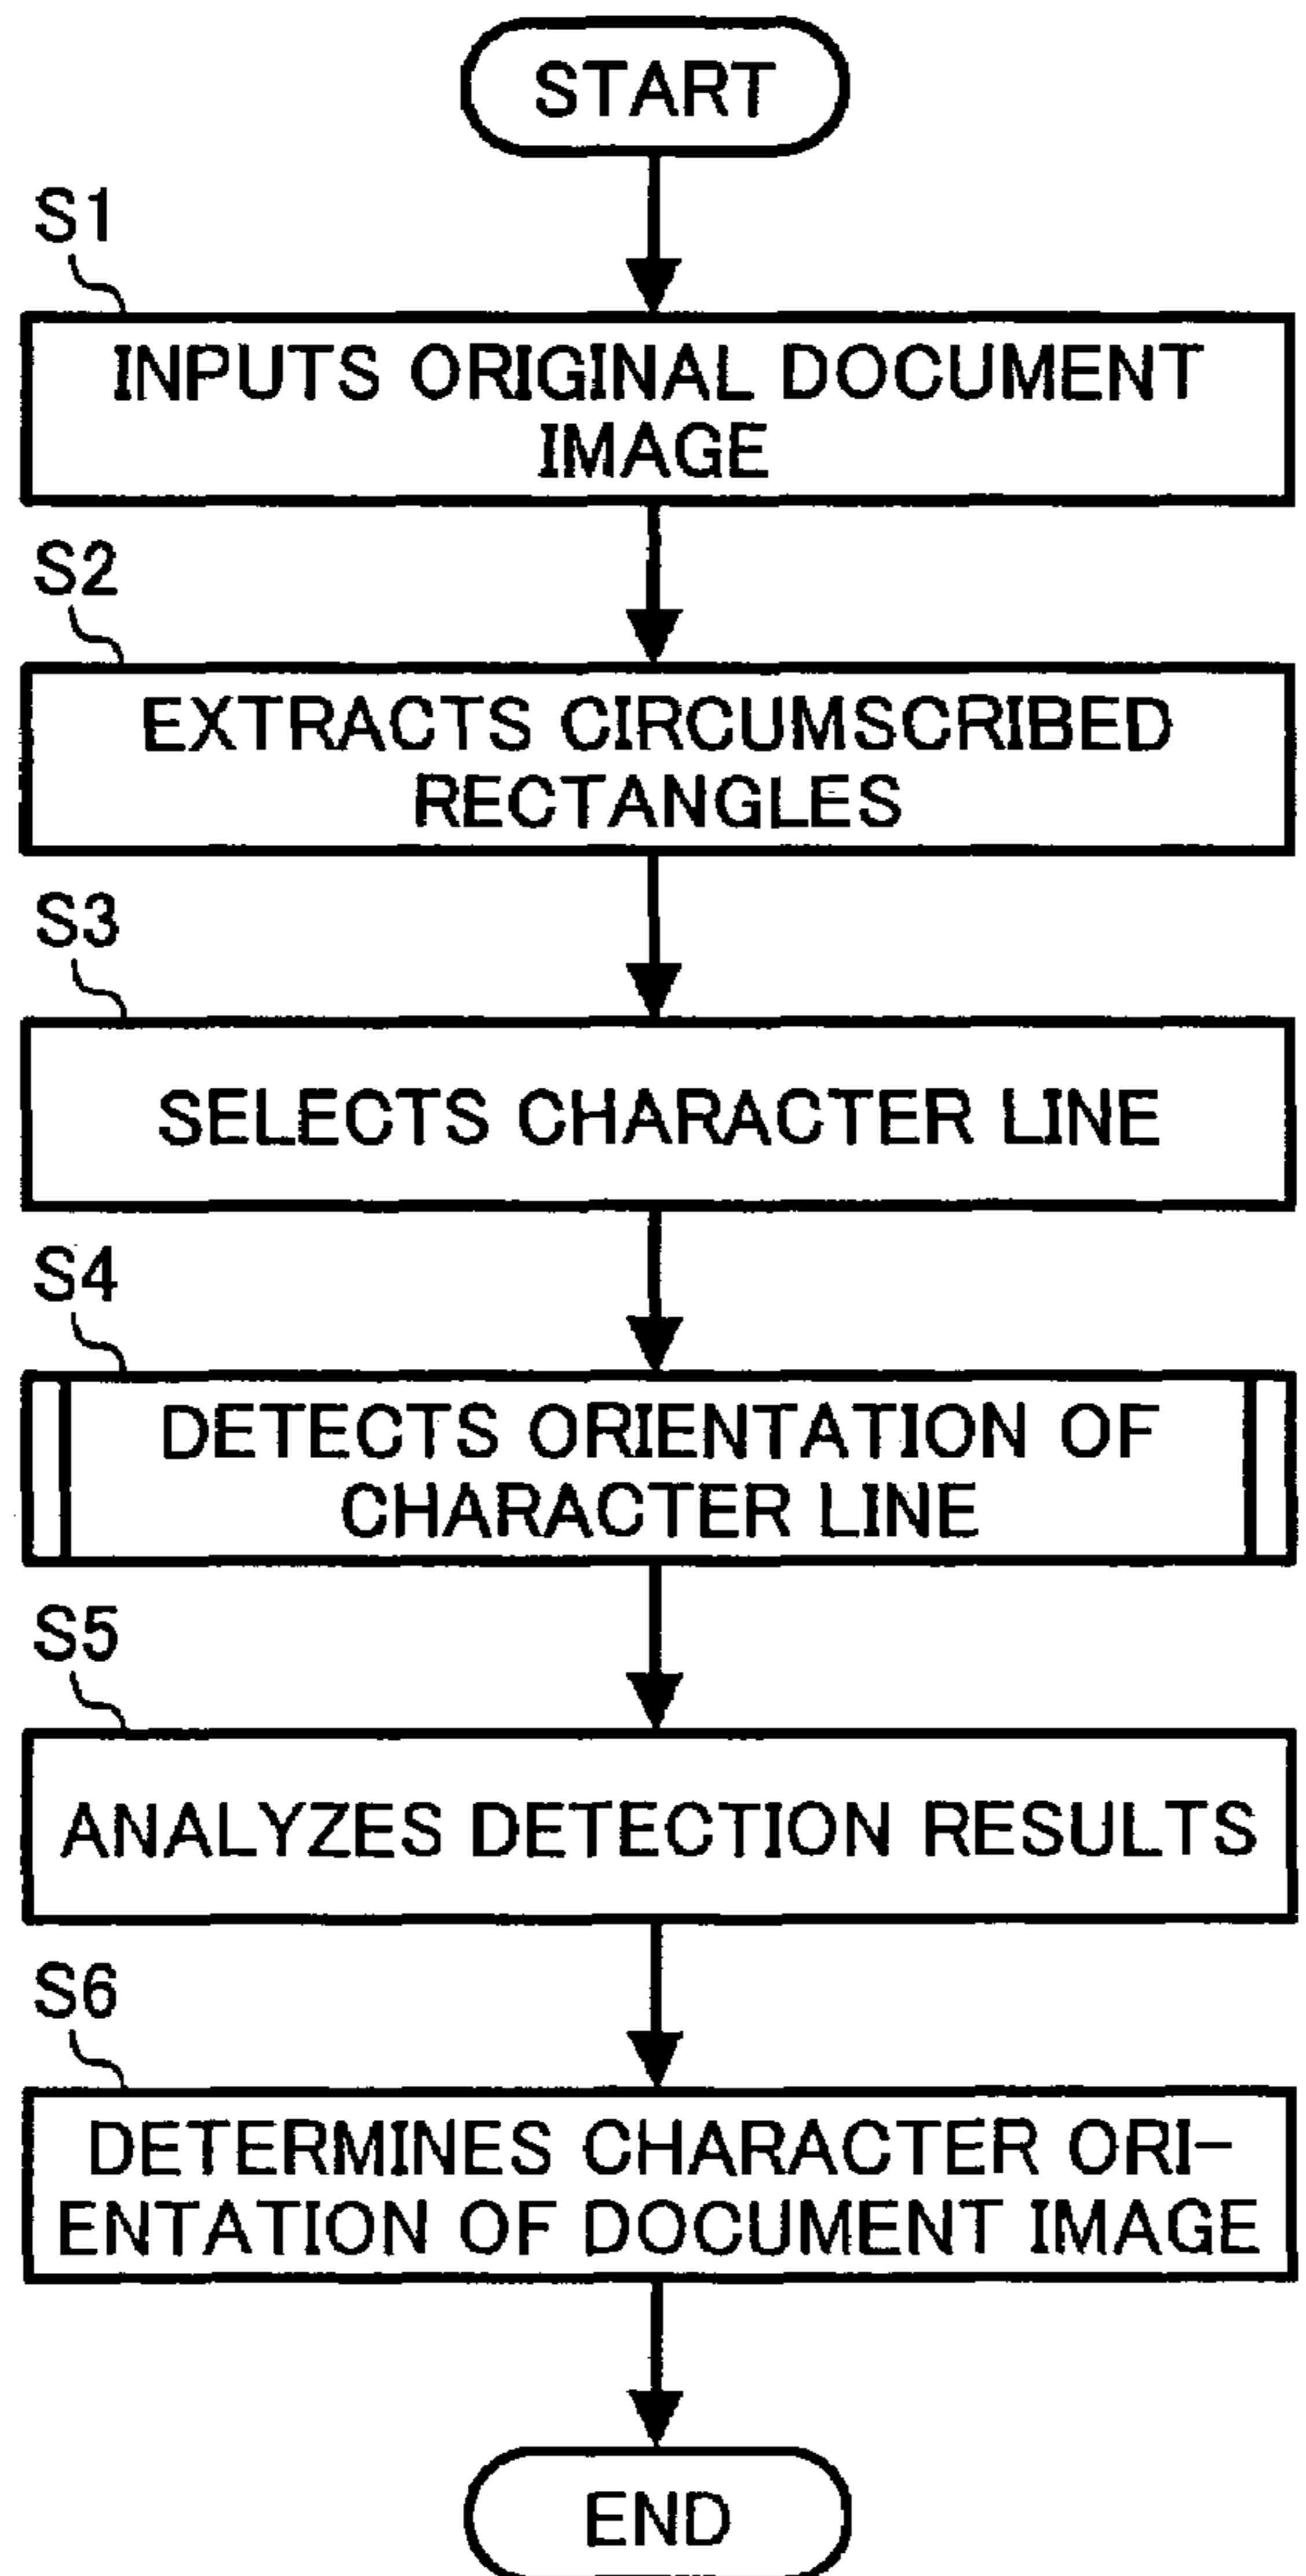 START
S1
INPUTS ORIGINAL DOCUMENT
IMAGE
S2
EXTRACTS CIRCUMSCRIBED
RECTANGLES
S3
SELECTS CHARACTER LINE
S4
DETECTS ORIENTATION OF
CHARACTER LINE
S5
ANALYZES DETECTION RESULTS
S6
DETERMINES CHARACTER ORI-
ENTATION OF DOCUMENT IMAGE
END